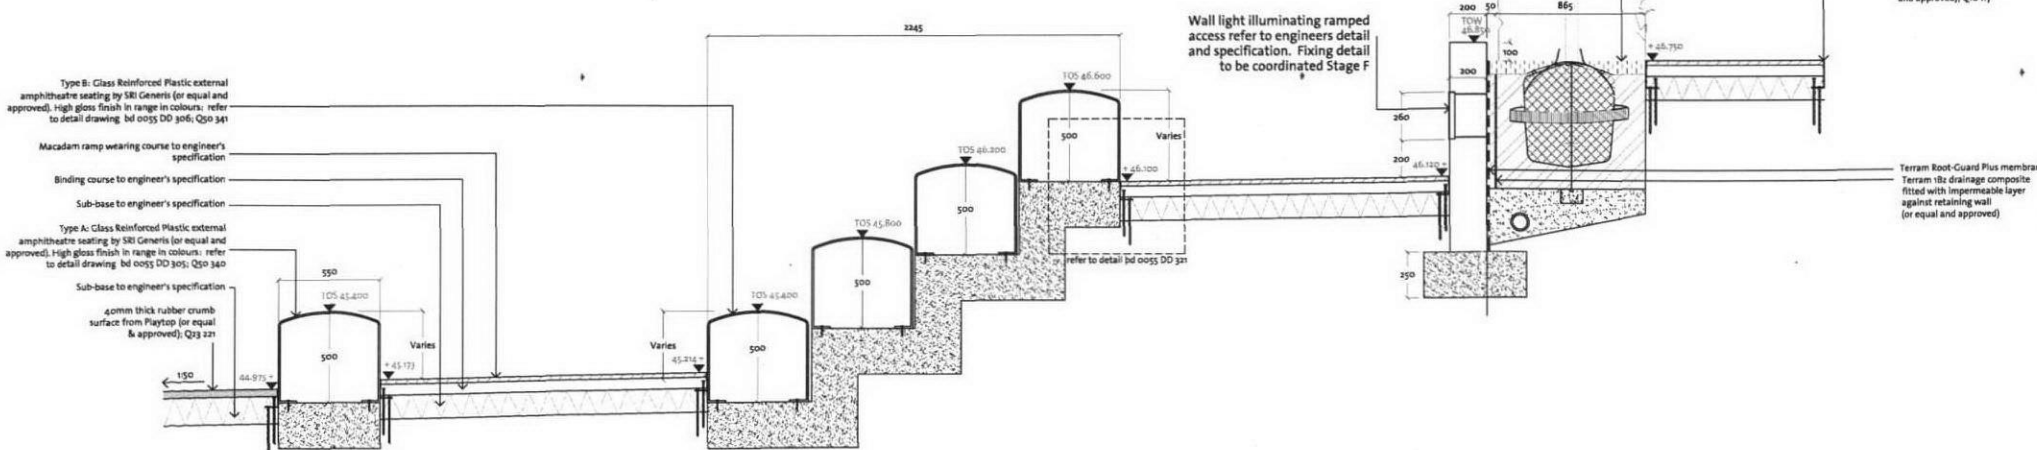 Type B: Glass Reinforced Plastic external
amphitheatre seating by SRI Generis (or equal and
approved). High gloss finish in range in colours; refer
to detail drawing bd 0055 DD 306; Q50 341
Macadam ramp wearing course to engineer's
specification
Binding course to engineer's specification
Sub-base to engineer's specification
Type A: Glass Reinforced Plastic external
amphitheatre seating by SRI Generis (or equal and
approved). High gloss finish in range in colours: refer
to detail drawing bd 0055 DD 305; Q50 340
Sub-base to engineer's specification
40mm thick rubber crumb
surface from Playtop (or equal
& approved); Q23 221
1:50
44.975 +
550
TOS 45.400
500
Varies
+ 45.173
2245
Varies
45.214 +
TOS 45.400
500
TOS 45.800
500
TOS 46.200
500
TOS 46.600
500
Varies
+ 46.100
refer to detail bd 0055 DD 321
Wall light illuminating ramped
access refer to engineers detail
and specification. Fixing detail
to be coordinated Stage F
200 50 865
TOW
100
300
260
200
46.120 +
250
+ 46.750
Terram Root-Guard Plus membra
Terram 1B2 drainage composite
fitted with impermeable layer
against retaining wall
(or equal and approved)